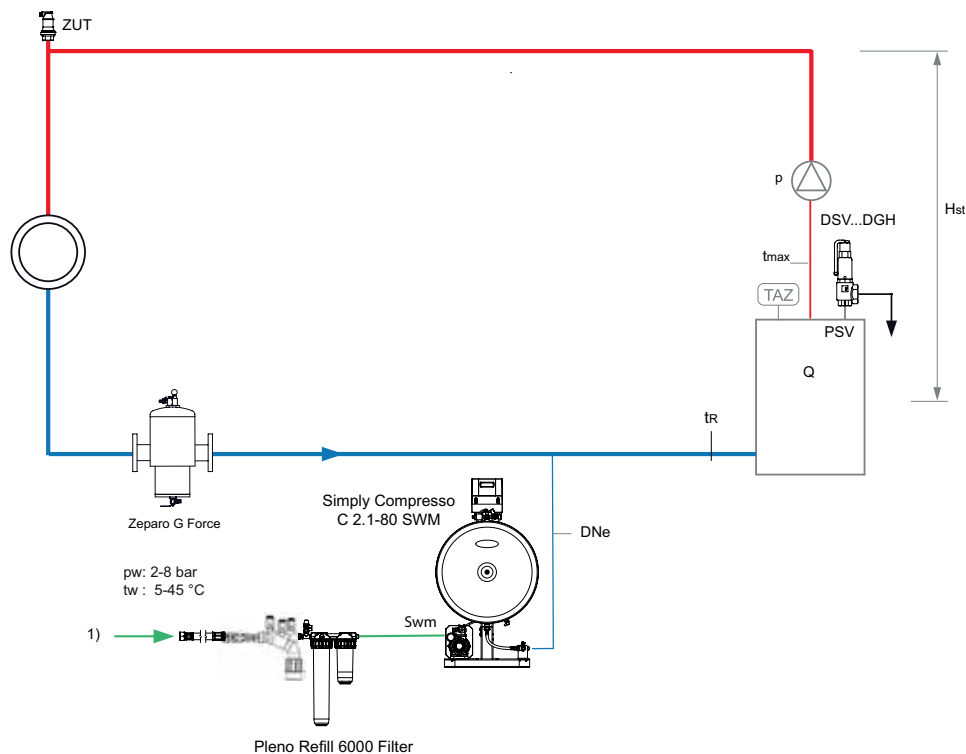 ZUT
p
Hst
DSV...DGH
tmax
TAZ
PSV
Q
tR
Zeparo G Force
Simply Compresso
C 2.1-80 SWM
DNe
pw: 2-8 bar
tw : 5-45 °C
1)
Swm
Pleno Refill 6000 Filter